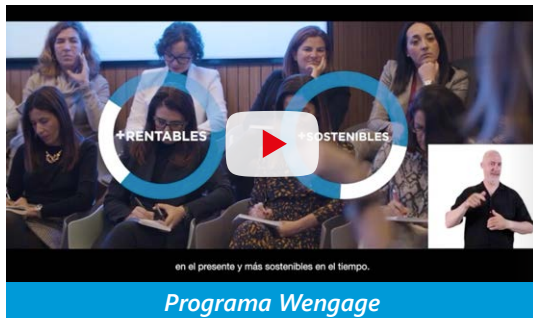 +RENTABLES
+SOSTENIBLES
en el presente y más sostenibles en el tiempo.
Programa Wengage